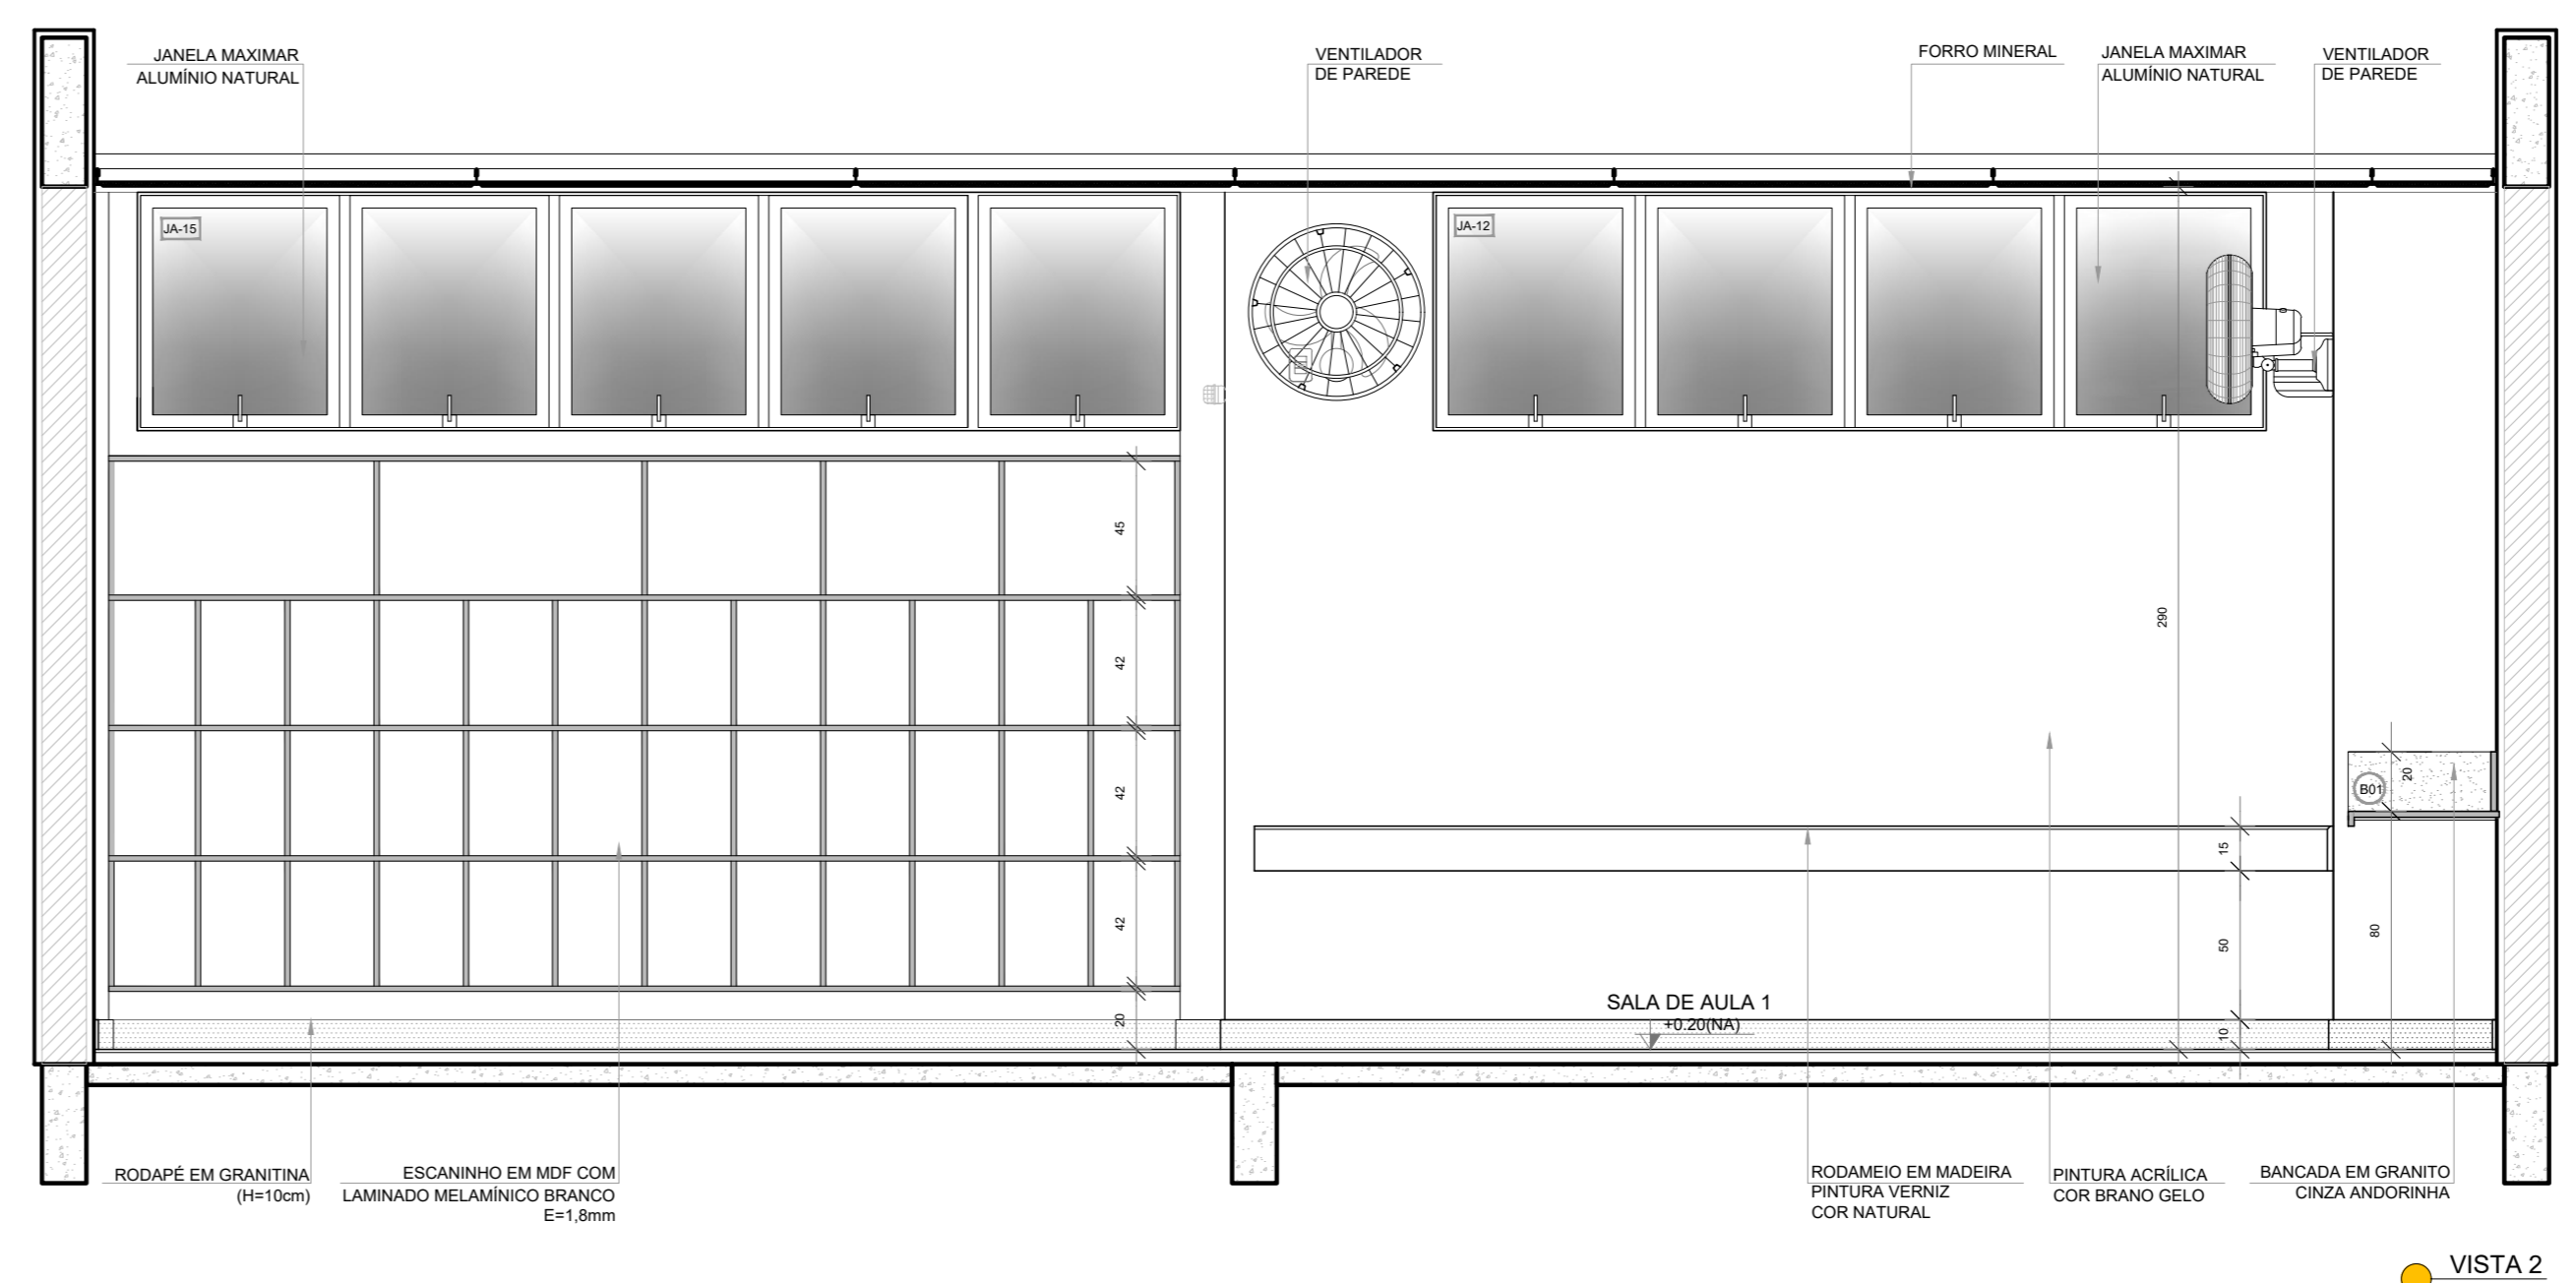 JANELA MAXIMAR
ALUMÍNIO NATURAL
VENTILADOR
DE PAREDE
FORRO MINERAL
JANELA MAXIMAR
ALUMÍNIO NATURAL
VENTILADOR
DE PAREDE
JA-15
JA-12
45
42
42
42
20
290
20
B01
15
50
80
10
SALA DE AULA 1
+0.20(NA)
RODAPÉ EM GRANITINA
(H=10cm)
ESCANINHO EM MDF COM
LAMINADO MELAMÍNICO BRANCO
E=1,8mm
RODAMEIO EM MADEIRA
PINTURA VERNIZ
COR NATURAL
PINTURA ACRÍLICA
COR BRANO GELO
BANCADA EM GRANITO
CINZA ANDORINHA
VISTA 2